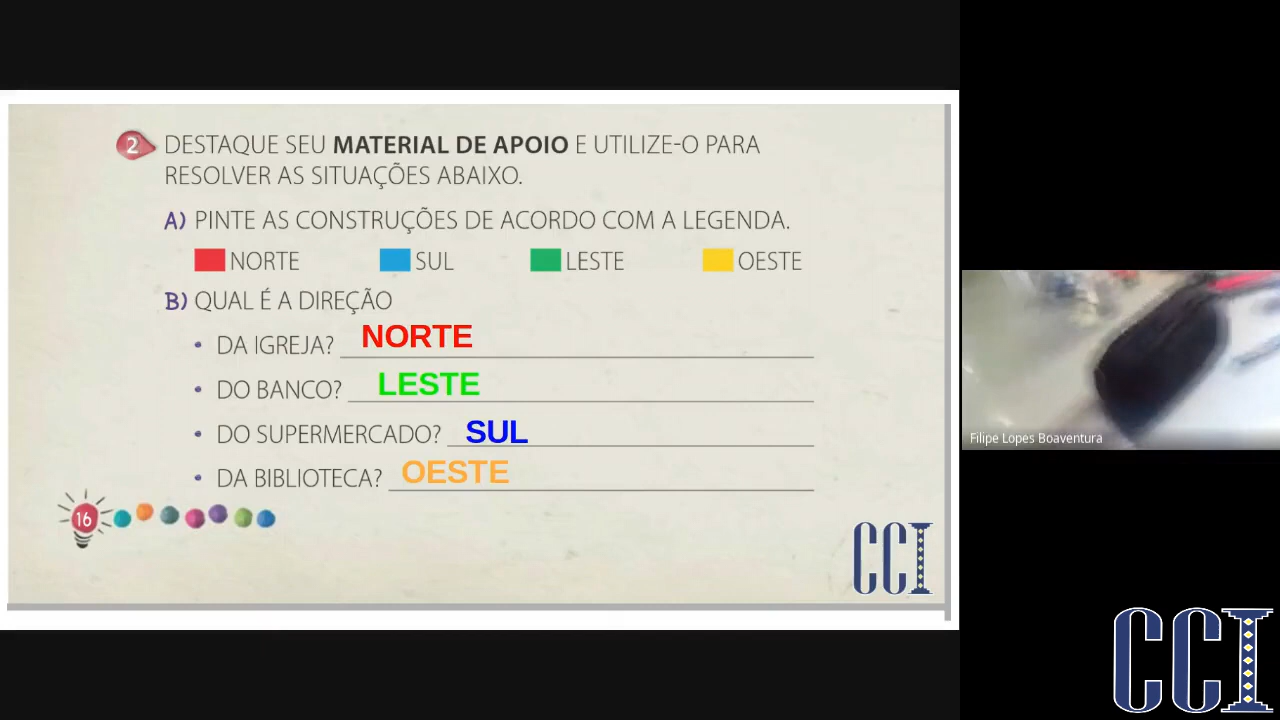 2 DESTAQUE SEU MATERIAL DE APOIO E UTILIZE-O PARA
RESOLVER AS SITUAÇÕES ABAIXO.
A) PINTE AS CONSTRUÇÕES DE ACORDO COM A LEGENDA.
NORTE SUL LESTE OESTE
B) QUAL É A DIREÇÃO
• DA IGREJA? NORTE
• DO BANCO? LESTE
• DO SUPERMERCADO? SUL
• DA BIBLIOTECA? OESTE
16
CCI
Filipe Lopes Boaventura
CCI